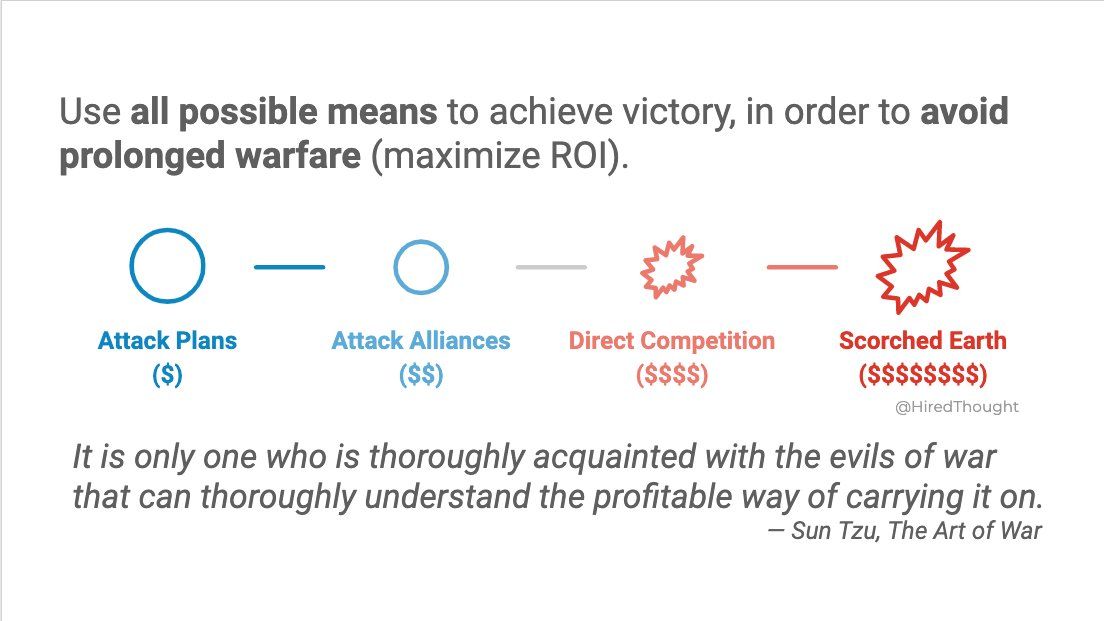 Use all possible means to achieve victory, in order to avoid
prolonged warfare (maximize ROI).
Attack Plans
($)
Attack Alliances
($$)
Direct Competition
($$$$)
Scorched Earth
($$$$$$$$)
@HiredThought
It is only one who is thoroughly acquainted with the evils of war
that can thoroughly understand the profitable way of carrying it on.
— Sun Tzu, The Art of War